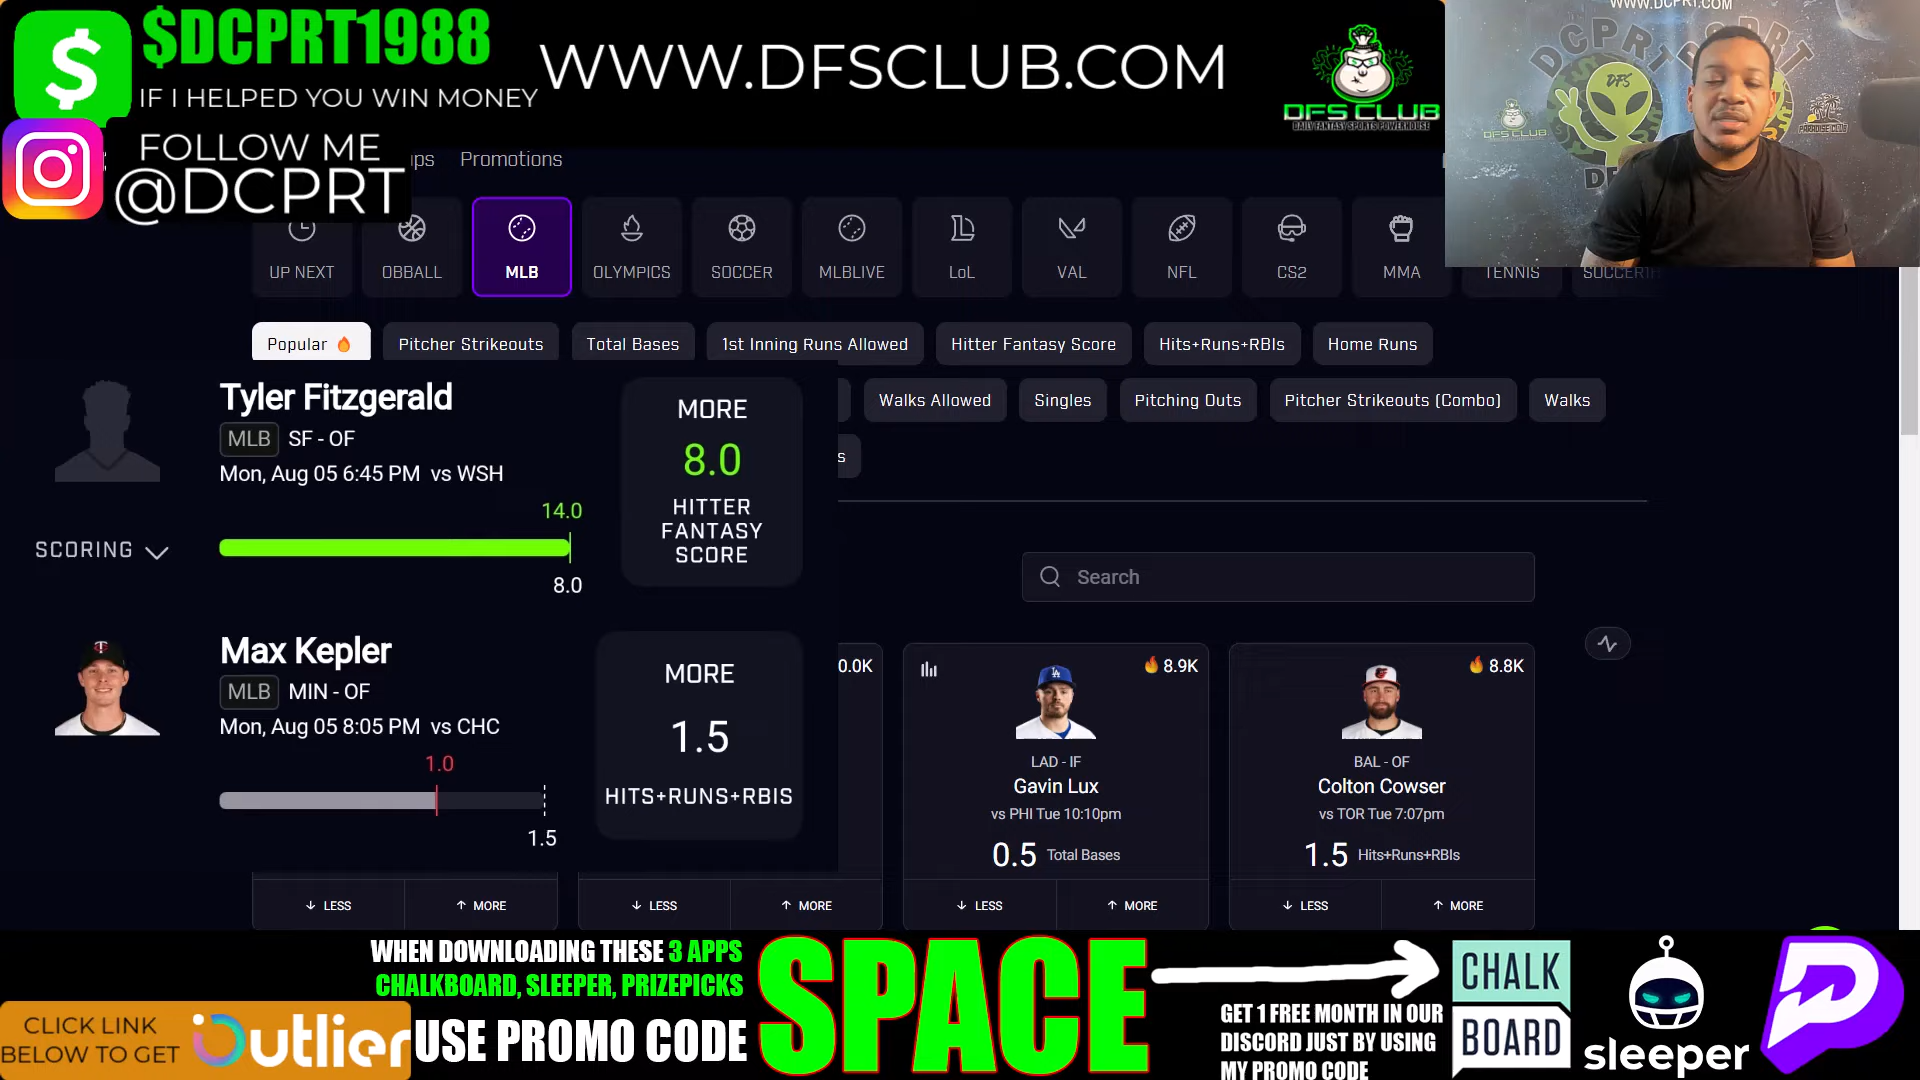 $DCPRT1988
IF I HELPED YOU WIN MONEY
WWW.DFSCLUB.COM
DFS CLUB
DAILY FANTASY SPORTS POWERHOUSE
WWW.DCPRT.COM
FOLLOW ME
@DCPRT
Promotions
UP NEXT
OBBALL
MLB
OLYMPICS
SOCCER
MLBLIVE
LoL
VAL
NFL
CS2
MMA
TENNIS
Popular
Pitcher Strikeouts
Total Bases
1st Inning Runs Allowed
Hitter Fantasy Score
Hits+Runs+RBIs
Home Runs
Walks Allowed
Singles
Pitching Outs
Pitcher Strikeouts (Combo)
Walks
s
Search
Tyler Fitzgerald
MLB SF - OF
Mon, Aug 05 6:45 PM vs WSH
14.0
8.0
SCORING
MORE
8.0
HITTER
FANTASY
SCORE
Max Kepler
MLB MIN - OF
Mon, Aug 05 8:05 PM vs CHC
1.0
1.5
MORE
1.5
HITS+RUNS+RBIS
0.0K
8.9K
LAD - IF
Gavin Lux
vs PHI Tue 10:10pm
0.5 Total Bases
8.8K
BAL - OF
Colton Cowser
vs TOR Tue 7:07pm
1.5 Hits+Runs+RBIs
LESS MORE
LESS MORE
LESS MORE
LESS MORE
WHEN DOWNLOADING THESE 3 APPS
CHALKBOARD, SLEEPER, PRIZEPICKS
USE PROMO CODE
SPACE
CLICK LINK
BELOW TO GET
Outlier
GET 1 FREE MONTH IN OUR
DISCORD JUST BY USING
MY PROMO CODE
CHALK
BOARD
sleeper